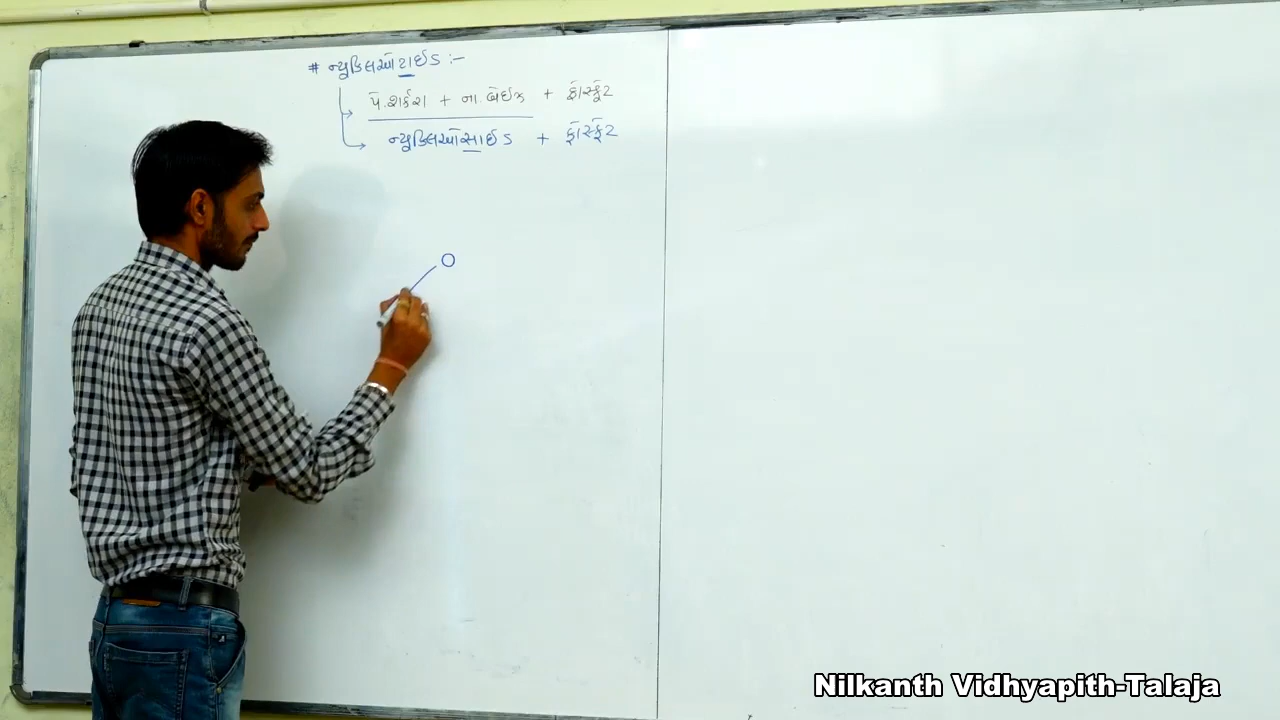 # ન્યૂક્લિઓટાઈડ :-
પેં.શર્કરા + ના.બેઈઝ + ફૉસ્ફેટ
ન્યૂક્લિઓસાઈડ + ફૉસ્ફેટ
O
Nilkanth Vidhyapith-Talaja